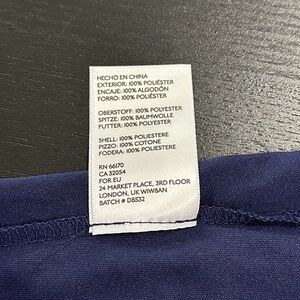 HECHO EN CHINA
EXTERIOR: 100% POLIÉSTER
ENCAJE: 100% ALGODÓN
FORRO: 100% POLIÉSTER
OBERSTOFF: 100% POLYESTER
SPITZE: 100% BAUMWOLLE
FUTTER: 100% POLYESTER
SHELL: 100% POLIESTERE
PIZZO: 100% COTONE
FODERA: 100% POLIESTERE
RN 66170
CA 32054
FOR EU
24 MARKET PLACE, 3RD FLOOR
LONDON, UK W1W8AN
BATCH # D8532